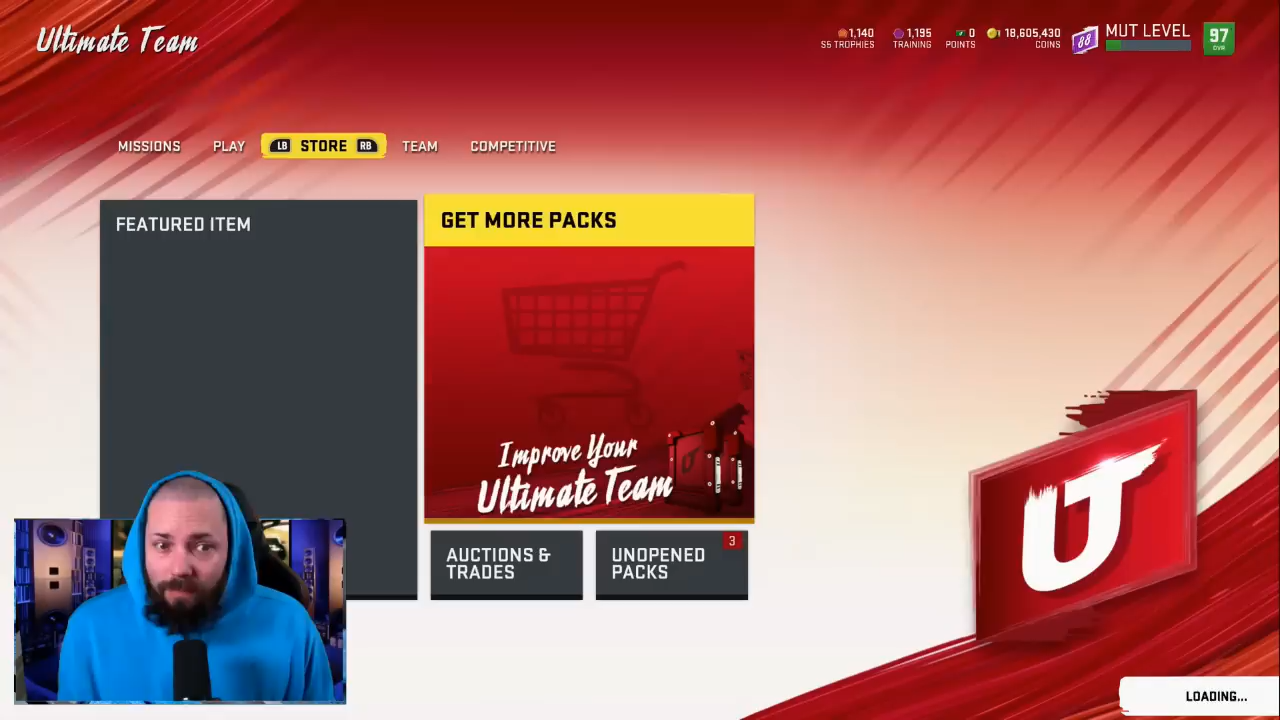 Ultimate Team
1,140
S5 TROPHIES
1,195
TRAINING
0
POINTS
18,605,430
COINS
88
MUT LEVEL
97
OVR
MISSIONS
PLAY
LB STORE RB
TEAM
COMPETITIVE
FEATURED ITEM
GET MORE PACKS
Improve Your
Ultimate Team
AUCTIONS &
TRADES
UNOPENED
PACKS
3
UT
LOADING...